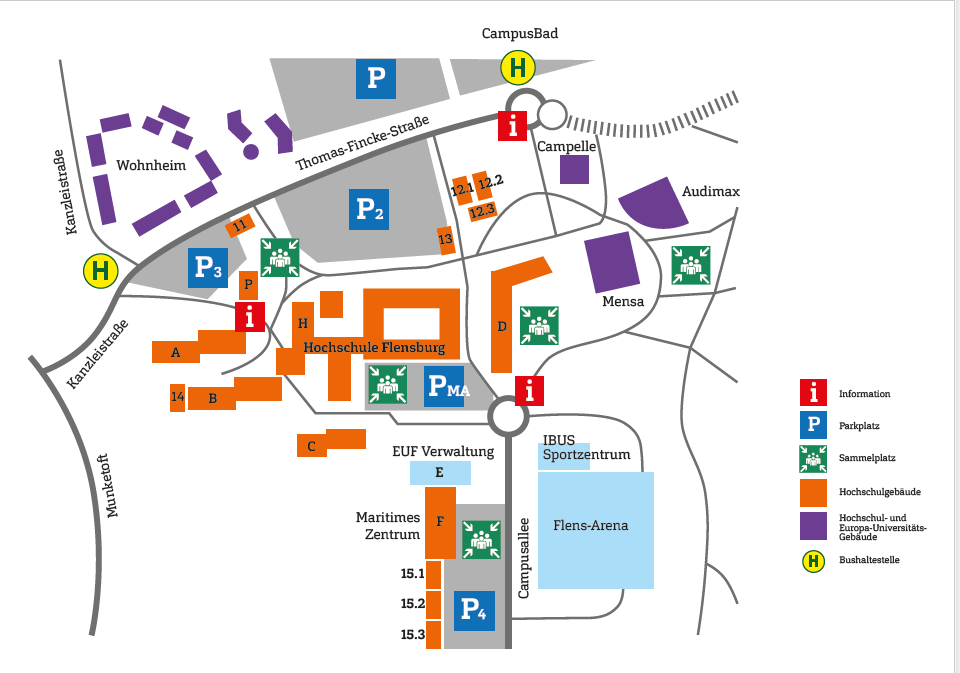 CampusBad
H
P
i
Thomas-Fincke-Straße
Campelle
Wohnheim
Kanzleistraße
12.1
12.2
12.3
Audimax
P2
11
13
P3
H
P
Mensa
i
H
D
Hochschule Flensburg
A
Kanzleistraße
PMA
i
14
B
C
IBUS
Sportzentrum
EUF Verwaltung
E
Munketoft
Maritimes
Zentrum
F
Flens-Arena
Campusallee
15.1
15.2
15.3
P4
i
Information
P
Parkplatz
Sammelplatz
Hochschulgebäude
Hochschul- und
Europa-Universitäts-
Gebäude
H
Bushaltestelle